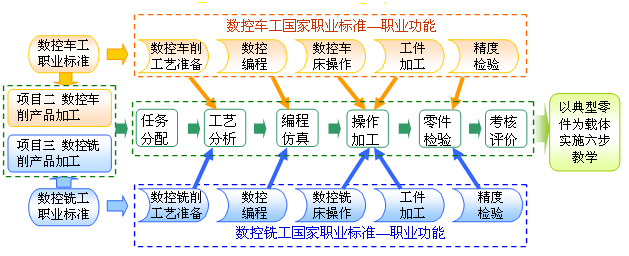 数控车工国家职业标准—职业功能
数控车工
职业标准
数控车削
工艺准备
数控
编程
数控车
床操作
工件
加工
精度
检验
项目二 数控车
削产品加工
项目三 数控铣
削产品加工
任务
分配
工艺
分析
编程
仿真
操作
加工
零件
检验
考核
评价
以典型零
件为载体
实施六步
教学
数控铣工
职业标准
数控铣削
工艺准备
数控
编程
数控铣
床操作
工件
加工
精度
检验
数控铣工国家职业标准—职业功能